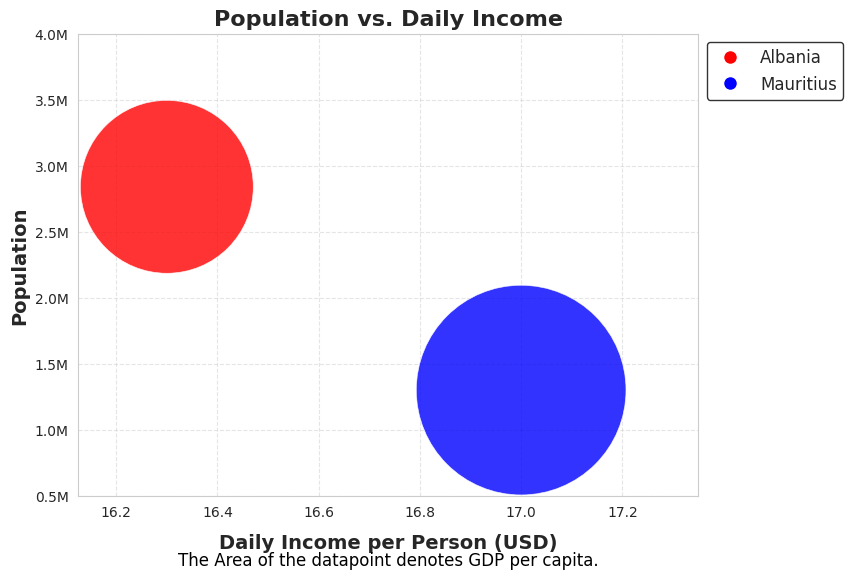 Population vs. Daily Income
Albania
Mauritius
Population
4.0M
3.5M
3.0M
2.5M
2.0M
1.5M
1.0M
0.5M
16.2 16.4 16.6 16.8 17.0 17.2
Daily Income per Person (USD)
The Area of the datapoint denotes GDP per capita.